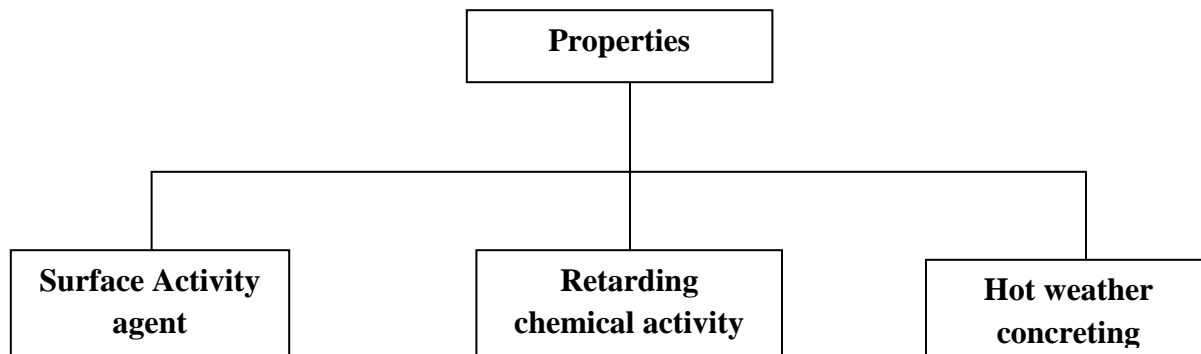 Properties
Surface Activity
agent
Retarding
chemical activity
Hot weather
concreting